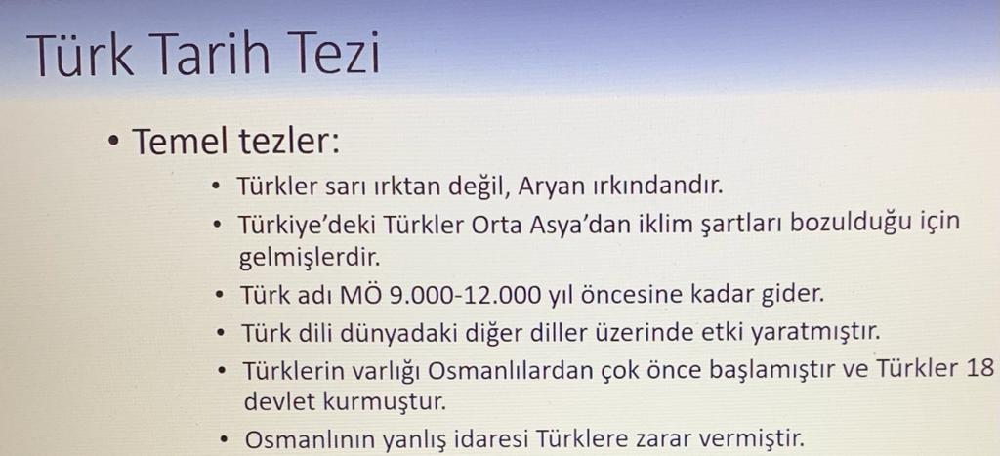 Türk Tarih Tezi
• Temel tezler:
• Türkler sarı ırktan değil, Aryan ırkındandır.
• Türkiye’deki Türkler Orta Asya’dan iklim şartları bozulduğu için
gelmişlerdir.
• Türk adı MÖ 9.000-12.000 yıl öncesine kadar gider.
• Türk dili dünyadaki diğer diller üzerinde etki yaratmıştır.
• Türklerin varlığı Osmanlılardan çok önce başlamıştır ve Türkler 18
devlet kurmuştur.
• Osmanlının yanlış idaresi Türklere zarar vermiştir.